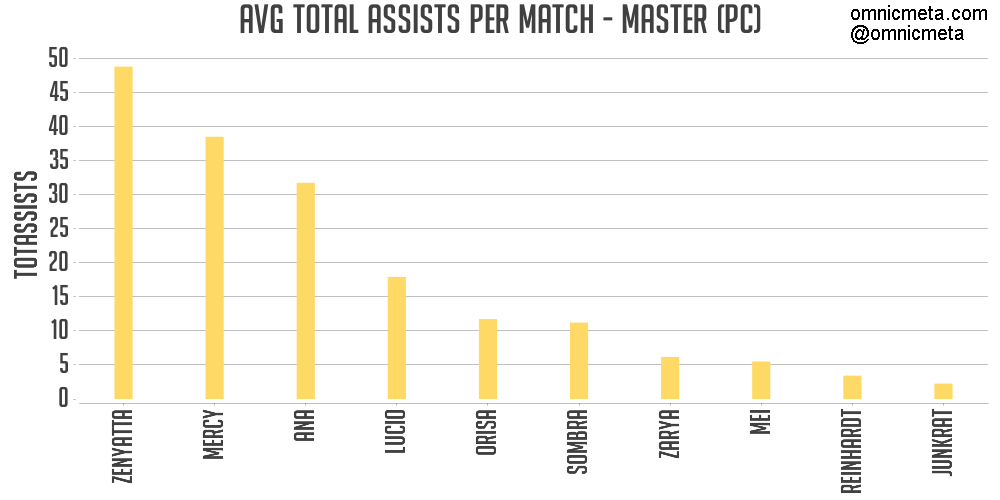 AVG TOTAL ASSISTS PER MATCH - MASTER (PC)
omnicmeta.com
@omnicmeta
TOTASSISTS
50
45
40
35
30
25
20
15
10
5
0
ZENYATTA
MERCY
ANA
LUCIO
ORISA
SOMBRA
ZARYA
MEI
REINHARDT
JUNKRAT